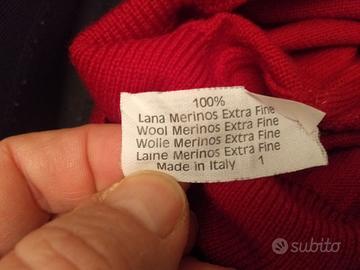 100%
Lana Merinos Extra Fine
Wool Merinos Extra Fine
Wolle Merinos Extra Fine
Laine Merinos Extra Fine
Made in Italy 1
subito